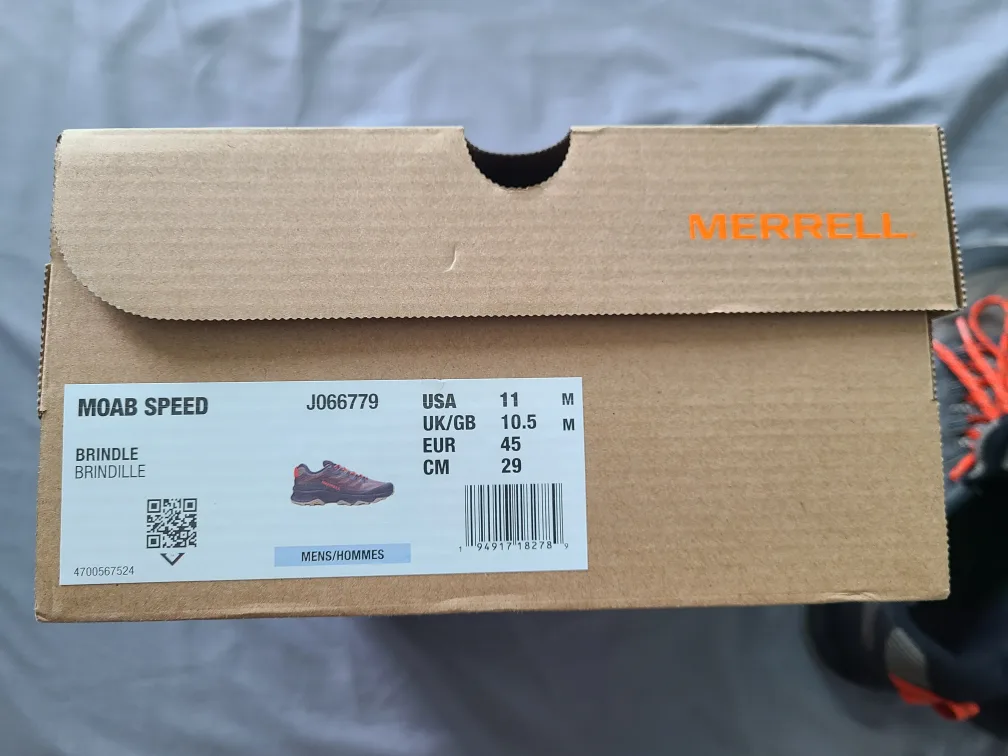 MERRELL
MOAB SPEED
J066779
USA 11 M
UK/GB 10.5 M
EUR 45
CM 29
BRINDLE
BRINDILLE
MENS/HOMMES
4700567524
1 94917 18278 9